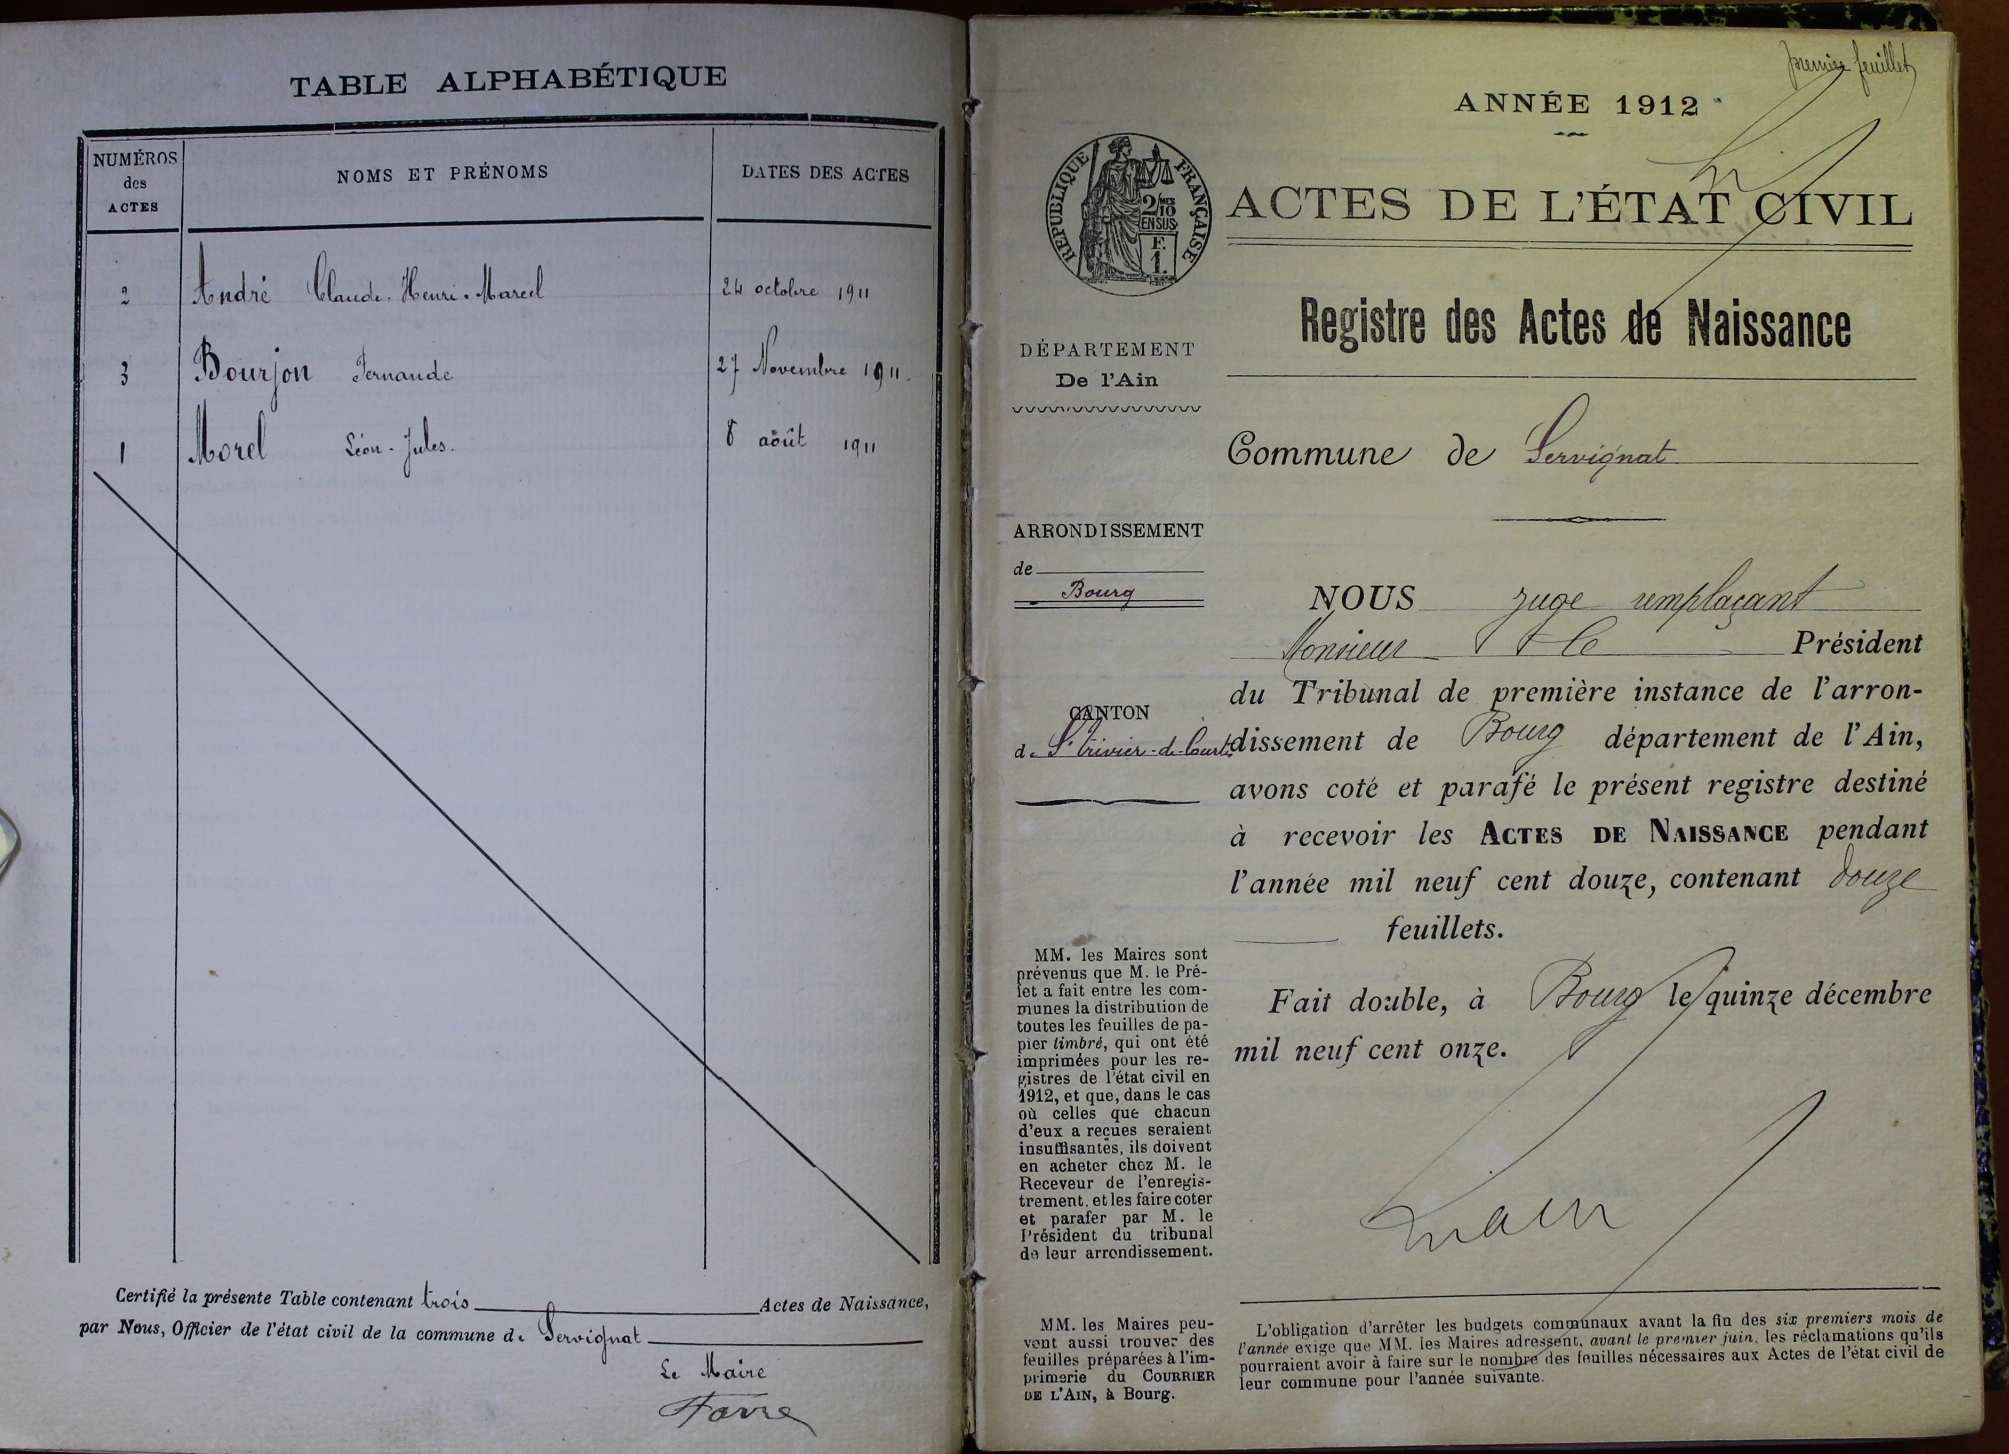 TABLE ALPHABÉTIQUE
NUMÉROS
des
ACTES
NOMS ET PRÉNOMS
DATES DES ACTES
2 André Claude-Henri-Marcel 24 octobre 1911
3 Bourjon Fernande 27 Novembre 1911.
1 Morel Léon-Jules. 8 août 1911
Certifié la présente Table contenant trois Actes de Naissance,
par Nous, Officier de l'état civil de la commune de Servignat
Le Maire
Favre
premier feuillet
ANNÉE 1912
RÉPUBLIQUE FRANÇAISE
2/10
EN SUS
F.
1.
ACTES DE L'ÉTAT CIVIL
Registre des Actes de Naissance
DÉPARTEMENT
De l'Ain
Commune de Servignat
ARRONDISSEMENT
de
Bourg
CANTON
de St Trivier-de-Courtes
NOUS juge remplaçant
Monsieur le Président
du Tribunal de première instance de l'arron-
dissement de Bourg département de l'Ain,
avons coté et parafé le présent registre destiné
à recevoir les ACTES DE NAISSANCE pendant
l'année mil neuf cent douze, contenant douze
feuillets.
Fait double, à Bourg le quinze décembre
mil neuf cent onze.
MM. les Maires sont
prévenus que M. le Pré-
fet a fait entre les com-
munes la distribution de
toutes les feuilles de pa-
pier timbré, qui ont été
imprimées pour les re-
gistres de l'état civil en
1912, et que, dans le cas
où celles que chacun
d'eux a reçues seraient
insuffisantes, ils doivent
en acheter chez M. le
Receveur de l'enregis-
trement, et les faire coter
et parafer par M. le
Président du tribunal
de leur arrondissement.
MM. les Maires peu-
vent aussi trouver des
feuilles préparées à l'im-
primerie du COURRIER
DE L'AIN, à Bourg.
L'obligation d'arrêter les budgets communaux avant la fin des six premiers mois de
l'année exige que MM. les Maires adressent, avant le premier juin, les réclamations qu'ils
pourraient avoir à faire sur le nombre des feuilles nécessaires aux Actes de l'état civil de
leur commune pour l'année suivante.